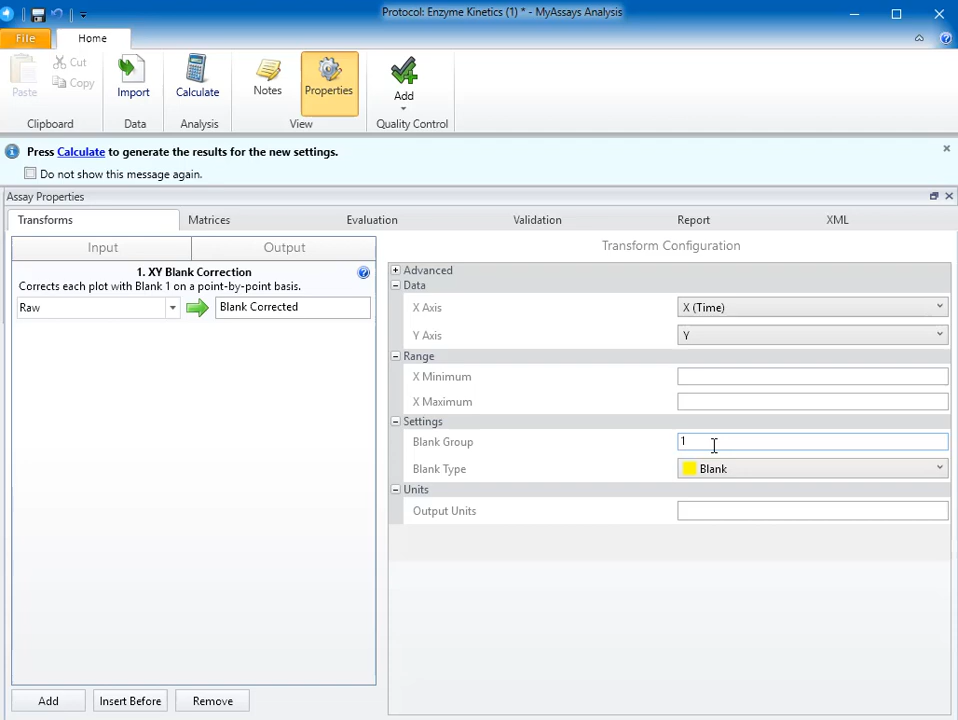 Protocol: Enzyme Kinetics (1) * - MyAssays Analysis
File
Home
Paste
Cut
Copy
Clipboard
Import
Data
Calculate
Analysis
Notes
Properties
View
Add
Quality Control
Press Calculate to generate the results for the new settings.
Do not show this message again.
Assay Properties
Transforms
Matrices
Evaluation
Validation
Report
XML
Input
Output
1. XY Blank Correction
Corrects each plot with Blank 1 on a point-by-point basis.
Raw
Blank Corrected
Transform Configuration
Advanced
Data
X Axis
X (Time)
Y Axis
Y
Range
X Minimum
X Maximum
Settings
Blank Group
1
Blank Type
Blank
Units
Output Units
Add
Insert Before
Remove